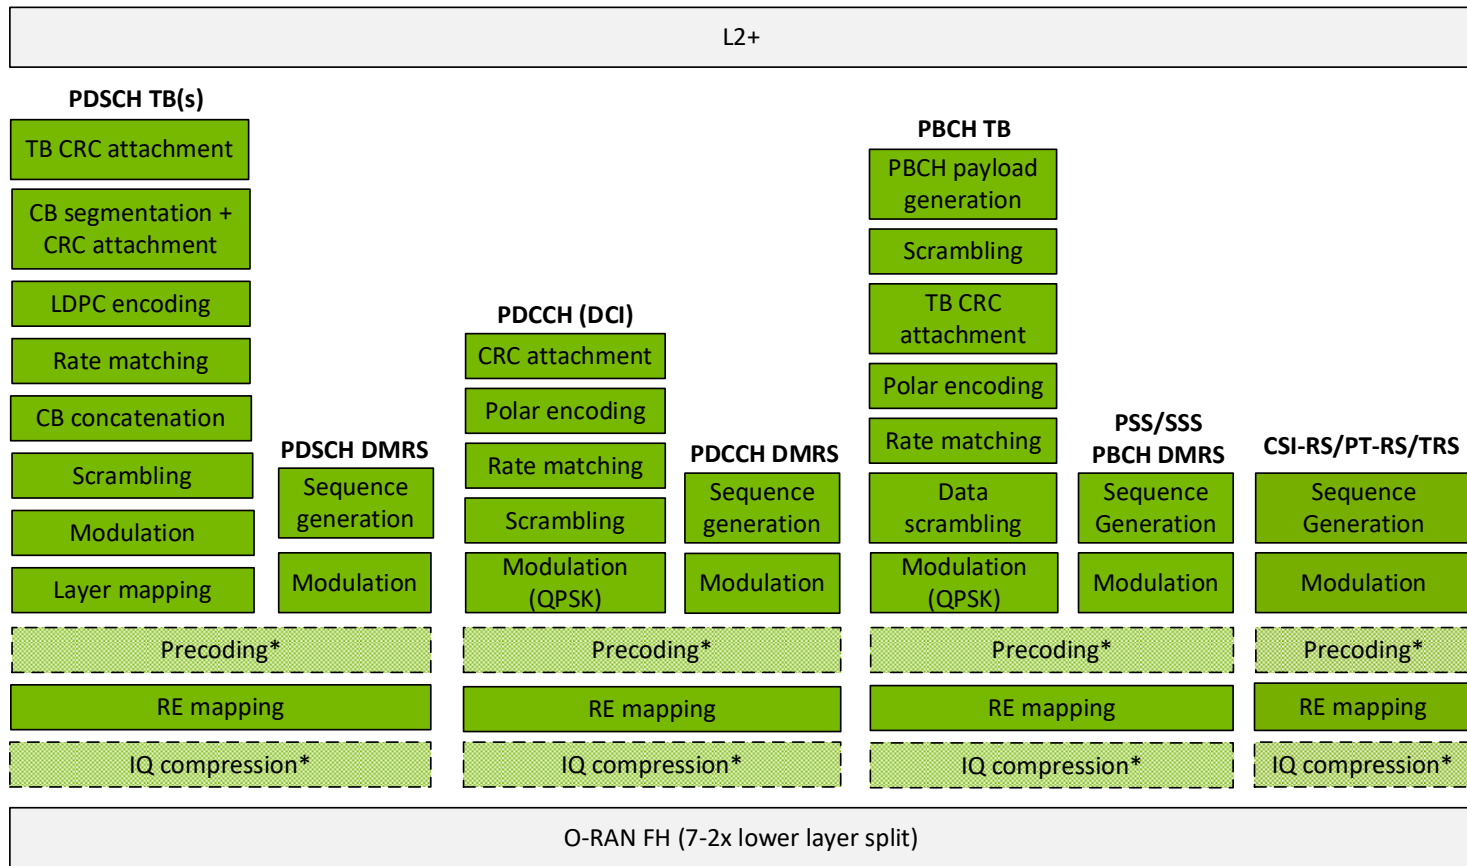 L2+
PDSCH TB(s)
TB CRC attachment
CB segmentation +
CRC attachment
LDPC encoding
Rate matching
CB concatenation
Scrambling
Modulation
Layer mapping
PDSCH DMRS
Sequence
generation
Modulation
Precoding*
RE mapping
IQ compression*
PDCCH (DCI)
CRC attachment
Polar encoding
Rate matching
Scrambling
Modulation
(QPSK)
PDCCH DMRS
Sequence
generation
Modulation
Precoding*
RE mapping
IQ compression*
PBCH TB
PBCH payload
generation
Scrambling
TB CRC
attachment
Polar encoding
Rate matching
Data
scrambling
Modulation
(QPSK)
PSS/SSS
PBCH DMRS
Sequence
Generation
Modulation
Precoding*
RE mapping
IQ compression*
CSI-RS/PT-RS/TRS
Sequence
Generation
Modulation
Precoding*
RE mapping
IQ compression*
O-RAN FH (7-2x lower layer split)